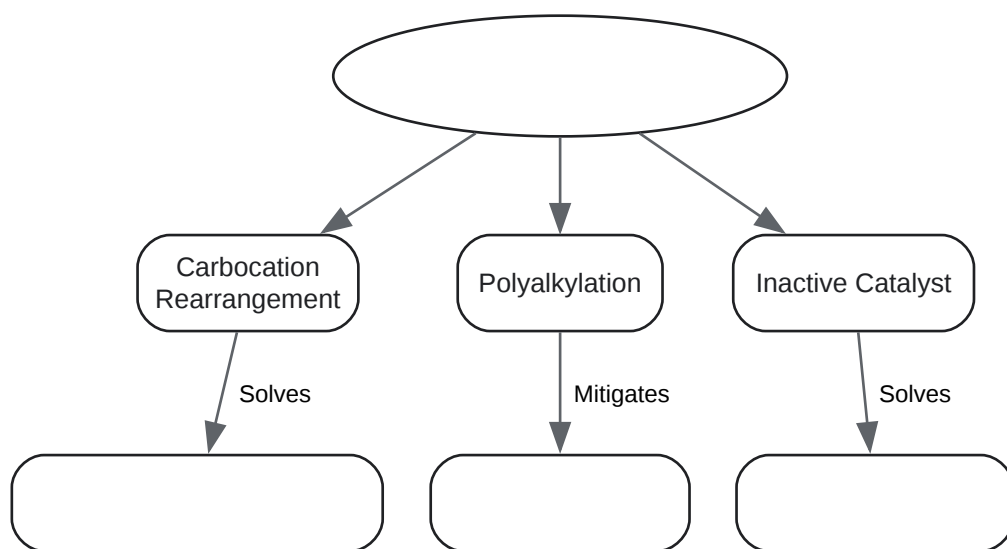 Carbocation
Rearrangement
Polyalkylation
Inactive Catalyst
Solves
Mitigates
Solves